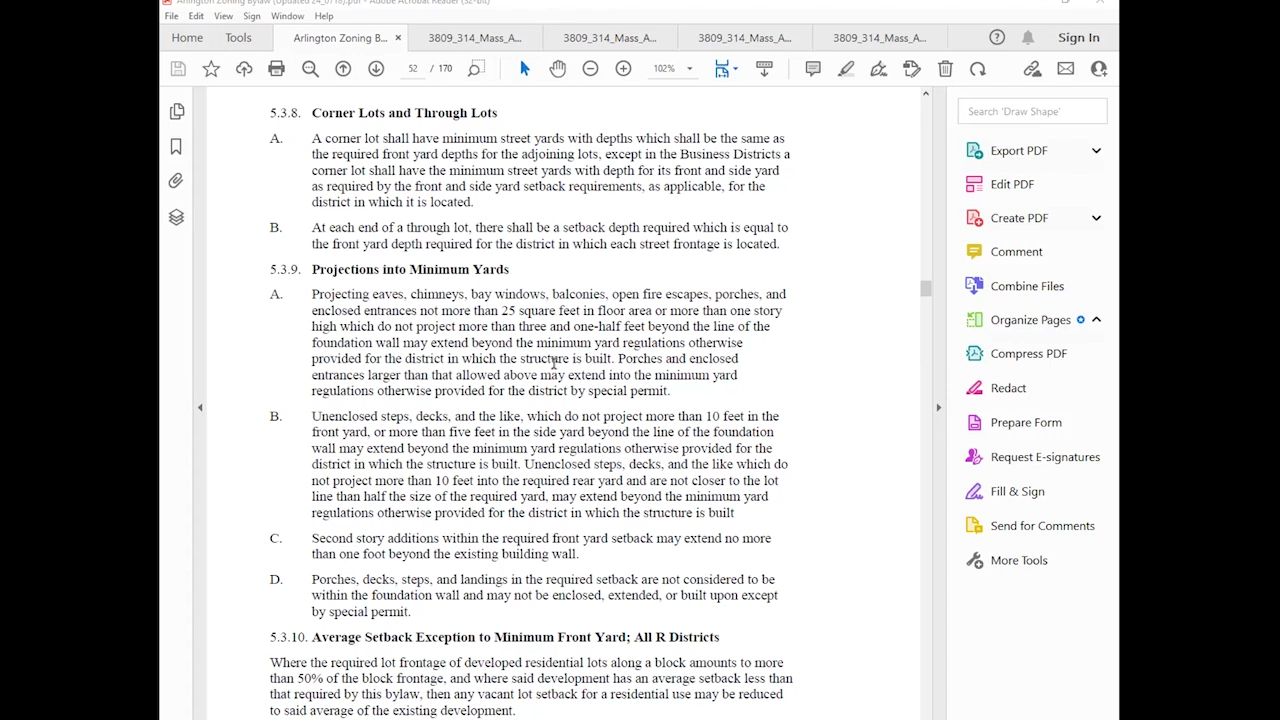 Arlington Zoning Bylaw (Updated 24_0718).pdf - Adobe Acrobat Reader (32-bit)
File Edit View Sign Window Help
Home Tools Arlington Zoning B... × 3809_314_Mass_A... 3809_314_Mass_A... 3809_314_Mass_A... 3809_314_Mass_A... Sign In
52 / 170 102%
5.3.8. Corner Lots and Through Lots
A. A corner lot shall have minimum street yards with depths which shall be the same as
the required front yard depths for the adjoining lots, except in the Business Districts a
corner lot shall have the minimum street yards with depth for its front and side yard
as required by the front and side yard setback requirements, as applicable, for the
district in which it is located.
B. At each end of a through lot, there shall be a setback depth required which is equal to
the front yard depth required for the district in which each street frontage is located.
5.3.9. Projections into Minimum Yards
A. Projecting eaves, chimneys, bay windows, balconies, open fire escapes, porches, and
enclosed entrances not more than 25 square feet in floor area or more than one story
high which do not project more than three and one-half feet beyond the line of the
foundation wall may extend beyond the minimum yard regulations otherwise
provided for the district in which the structure is built. Porches and enclosed
entrances larger than that allowed above may extend into the minimum yard
regulations otherwise provided for the district by special permit.
B. Unenclosed steps, decks, and the like, which do not project more than 10 feet in the
front yard, or more than five feet in the side yard beyond the line of the foundation
wall may extend beyond the minimum yard regulations otherwise provided for the
district in which the structure is built. Unenclosed steps, decks, and the like which do
not project more than 10 feet into the required rear yard and are not closer to the lot
line than half the size of the required yard, may extend beyond the minimum yard
regulations otherwise provided for the district in which the structure is built
C. Second story additions within the required front yard setback may extend no more
than one foot beyond the existing building wall.
D. Porches, decks, steps, and landings in the required setback are not considered to be
within the foundation wall and may not be enclosed, extended, or built upon except
by special permit.
5.3.10. Average Setback Exception to Minimum Front Yard; All R Districts
Where the required lot frontage of developed residential lots along a block amounts to more
than 50% of the block frontage, and where said development has an average setback less than
that required by this bylaw, then any vacant lot setback for a residential use may be reduced
to said average of the existing development.
Search 'Draw Shape'
Export PDF
Edit PDF
Create PDF
Comment
Combine Files
Organize Pages
Compress PDF
Redact
Prepare Form
Request E-signatures
Fill & Sign
Send for Comments
More Tools